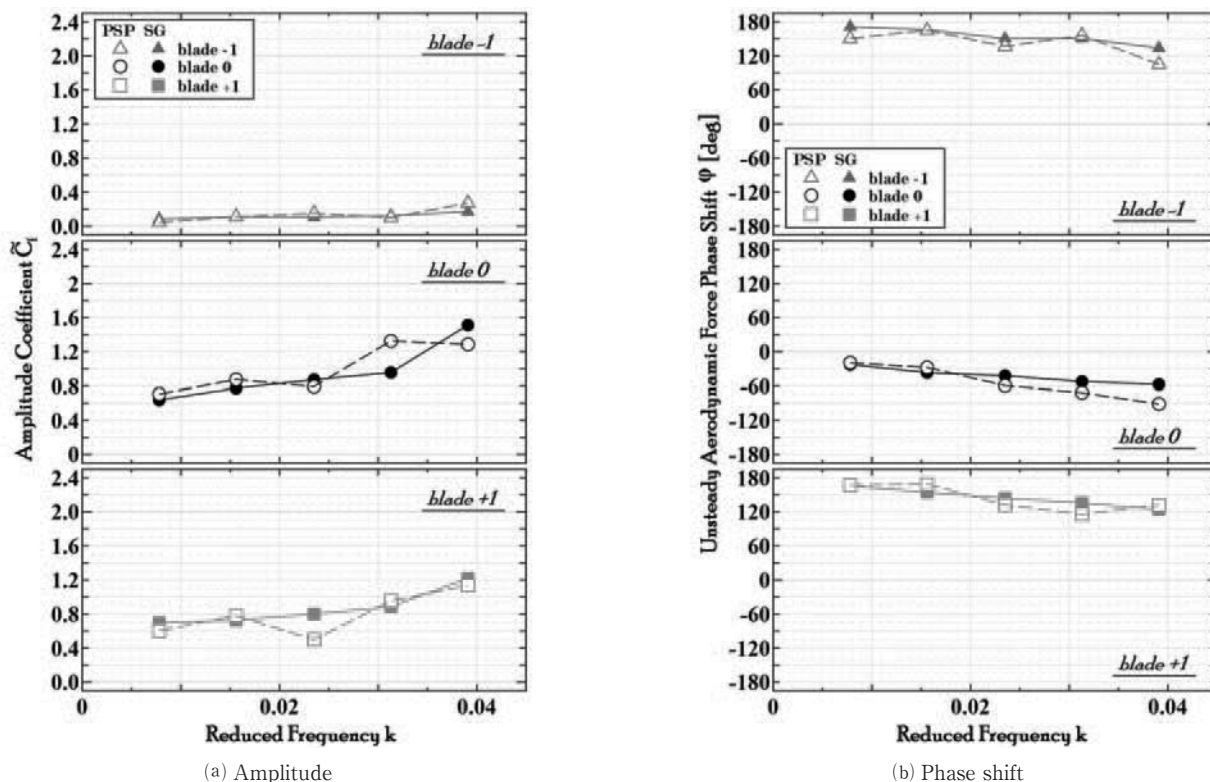 PSP SG
blade -1
blade 0
blade +1
blade -1
2.4
2.0
1.6
1.2
0.8
0.4
0.0
blade 0
2.4
2
1.6
1.2
0.8
0.4
0
blade +1
2.4
2.0
1.6
1.2
0.8
0.4
0.0
Amplitude Coefficient C̃₁
0 0.02 0.04
Reduced Frequency k
(a) Amplitude
180
120
60
0
-60
-120
-180
PSP SG
blade -1
blade 0
blade +1
blade -1
180
120
60
0
-60
-120
-180
blade 0
180
120
60
0
-60
-120
-180
blade +1
Unsteady Aerodynamic Force Phase Shift φ [deg.]
0 0.02 0.04
Reduced Frequency k
(b) Phase shift